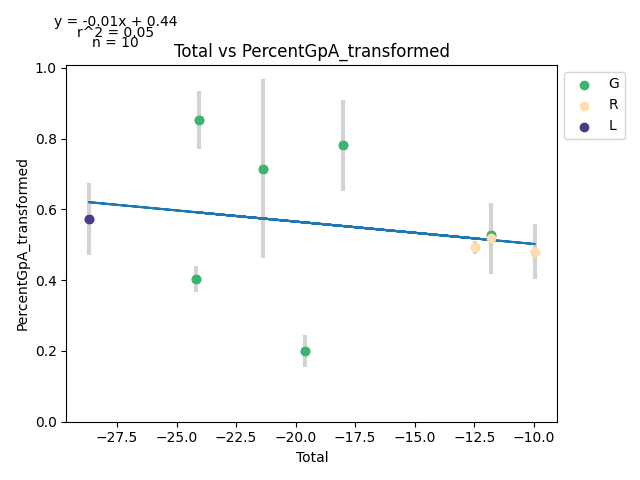 y = -0.01x + 0.44
r^2 = 0.05
n = 10
Total vs PercentGpA_transformed
G
R
L
PercentGpA_transformed
1.0
0.8
0.6
0.4
0.2
0.0
−27.5 −25.0 −22.5 −20.0 −17.5 −15.0 −12.5 −10.0
Total